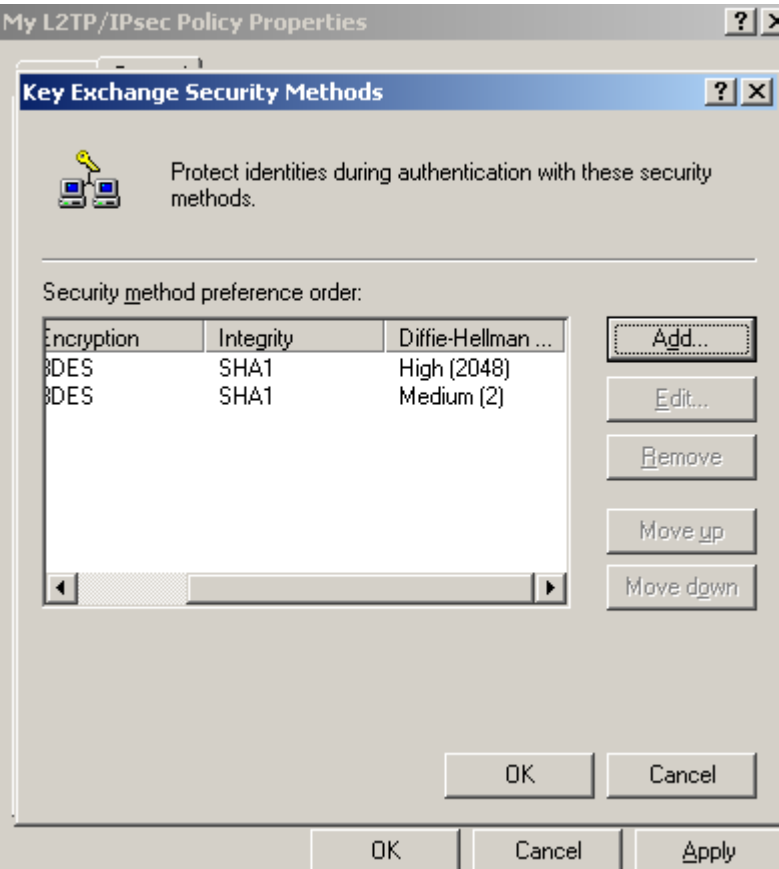 My L2TP/IPsec Policy Properties
Key Exchange Security Methods
Protect identities during authentication with these security
methods.
Security method preference order:
Encryption Integrity Diffie-Hellman ...
3DES SHA1 High (2048)
3DES SHA1 Medium (2)
Add...
Edit...
Remove
Move up
Move down
OK Cancel
OK Cancel Apply